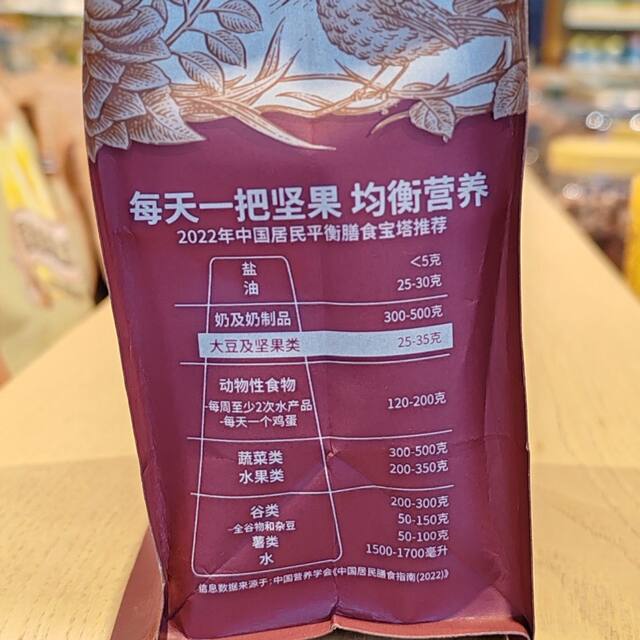 每天一把坚果 均衡营养
2022年中国居民平衡膳食宝塔推荐
盐 <5克
油 25-30克
奶及奶制品 300-500克
大豆及坚果类 25-35克
动物性食物
-每周至少2次水产品 120-200克
-每天一个鸡蛋
蔬菜类 300-500克
水果类 200-350克
谷类 200-300克
-全谷物和杂豆 50-150克
薯类 50-100克
水 1500-1700毫升
信息数据来源于:中国营养学会《中国居民膳食指南(2022)》